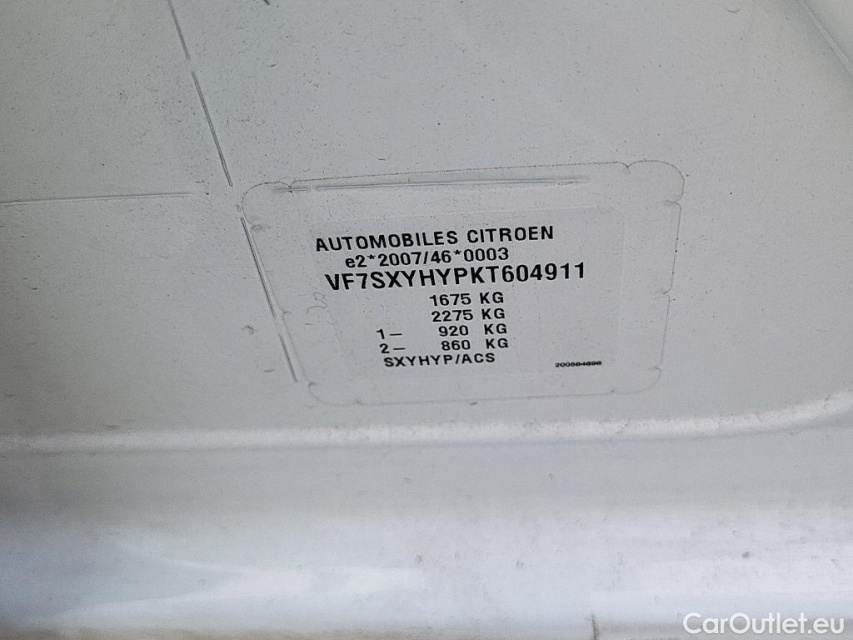 AUTOMOBILES CITROEN
e2*2007/46*0003
VF7SXYHYPKT604911
1675 KG
2275 KG
1– 920 KG
2– 860 KG
SXYHYP/ACS
CarOutlet.eu